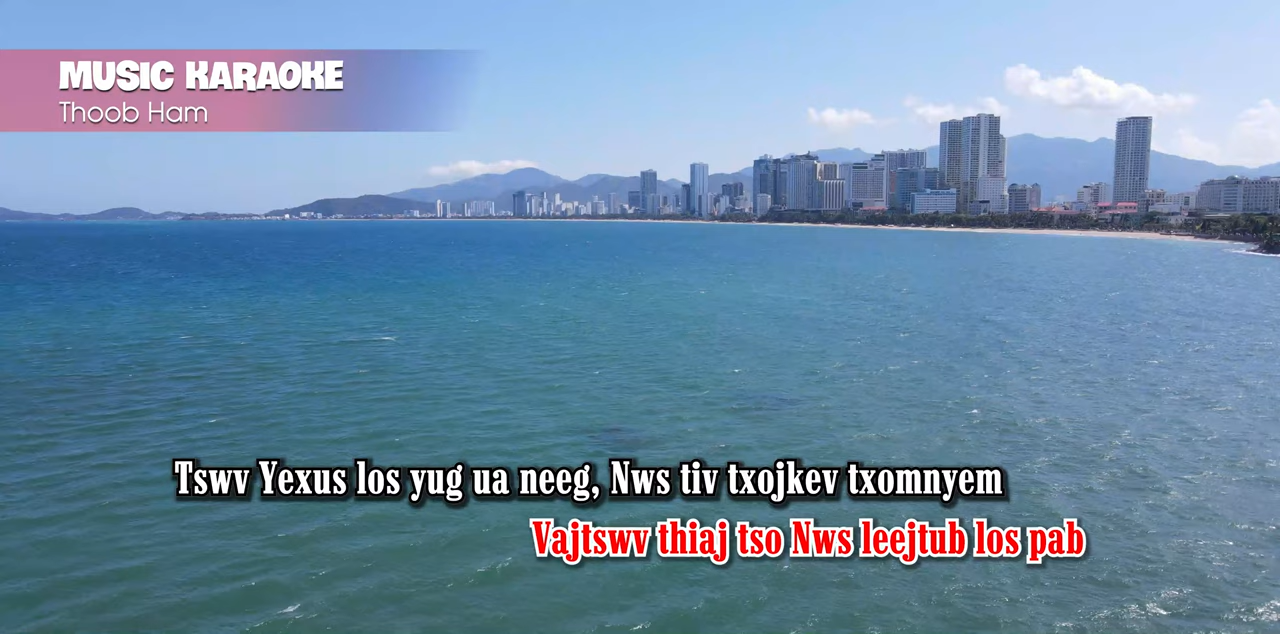 MUSIC KARAOKE
Thoob Ham
Tswv Yexus los yug ua neeg, Nws tiv txojkev txomnyem
Vajtswv thiaj tso Nws leejtub los pab